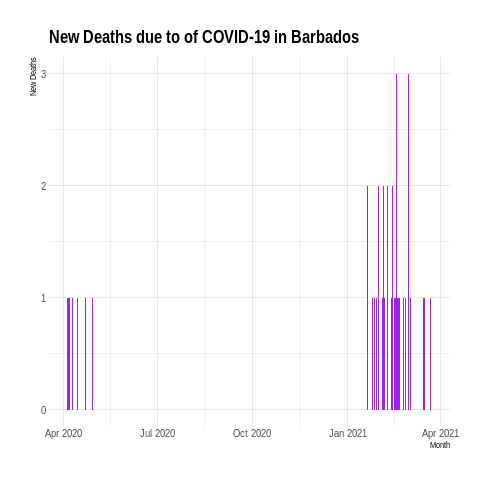 New Deaths due to of COVID-19 in Barbados
New Deaths
3
2
1
0
Apr 2020 Jul 2020 Oct 2020 Jan 2021 Apr 2021
Month